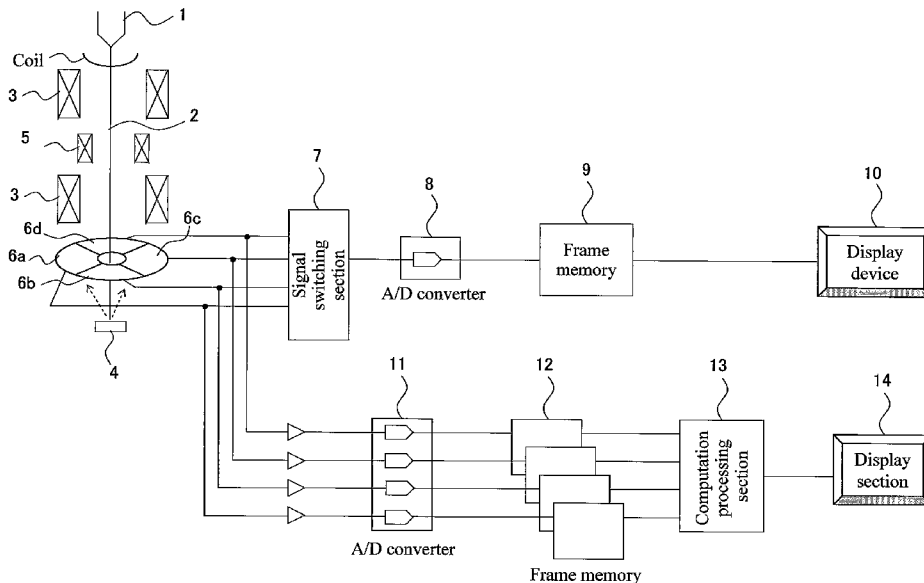 1
Coil
3
2
5
3
6d
6c
6a
6b
4
7
Signal
switching
section
8
A/D converter
9
Frame
memory
10
Display
device
11
A/D converter
12
Frame memory
13
Computation
processing
section
14
Display
section